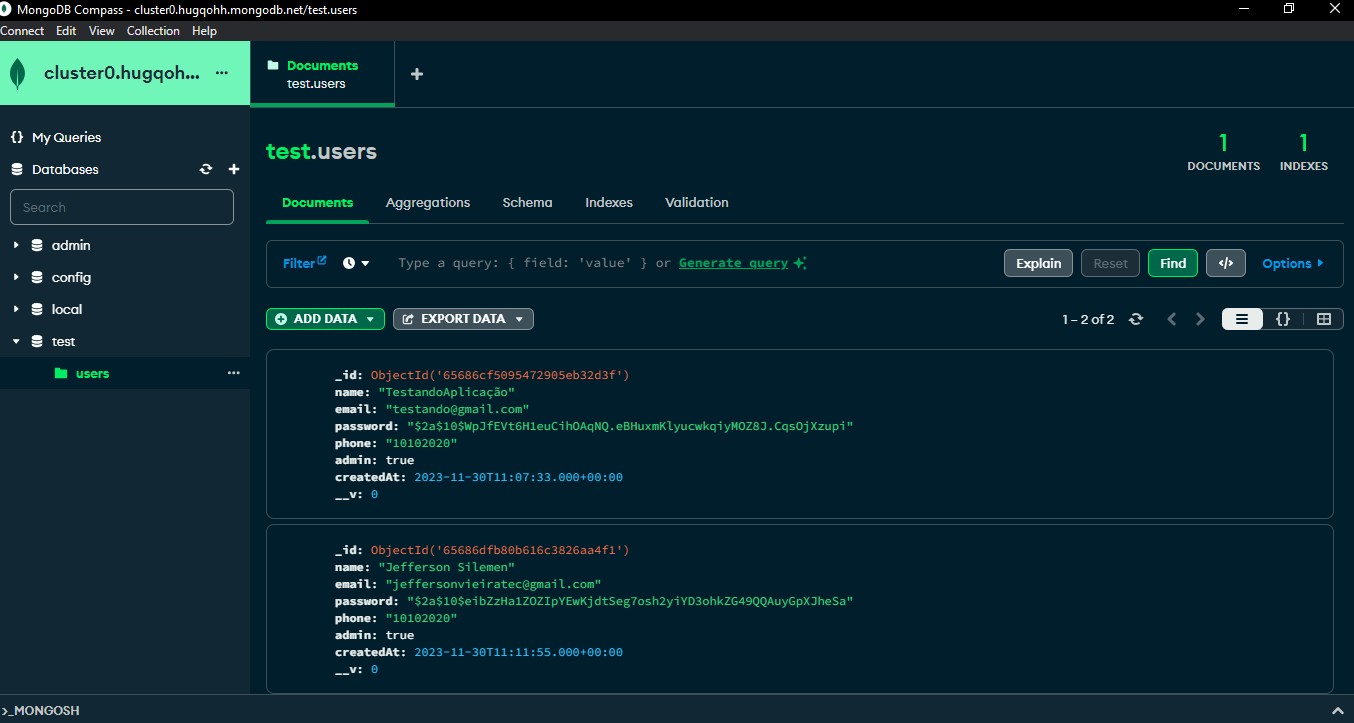 MongoDB Compass - cluster0.hugqohh.mongodb.net/test.users
Connect Edit View Collection Help
cluster0.hugqoh... ...
Documents
test.users
My Queries
Databases
Search
admin
config
local
test
users
test.users
1
DOCUMENTS
1
INDEXES
Documents Aggregations Schema Indexes Validation
Filter Type a query: { field: 'value' } or Generate query Explain Reset Find </> Options
ADD DATA EXPORT DATA 1 – 2 of 2 {}
_id: ObjectId('65686cf5095472905eb32d3f')
name: "TestandoAplicação"
email: "testando@gmail.com"
password: "$2a$10$WpJfEVt6H1euCihOAqNQ.eBHuxmKlyucwkqiyMOZ8J.CqsOjXzupi"
phone: "10102020"
admin: true
createdAt: 2023-11-30T11:07:33.000+00:00
__v: 0
_id: ObjectId('65686dfb80b616c3826aa4f1')
name: "Jefferson Silemen"
email: "jeffersonvieiratec@gmail.com"
password: "$2a$10$eibZzHa1ZOZIpYEwKjdtSeg7osh2yiYD3ohkZG49QQAuyGpXJheSa"
phone: "10102020"
admin: true
createdAt: 2023-11-30T11:11:55.000+00:00
__v: 0
>_MONGOSH